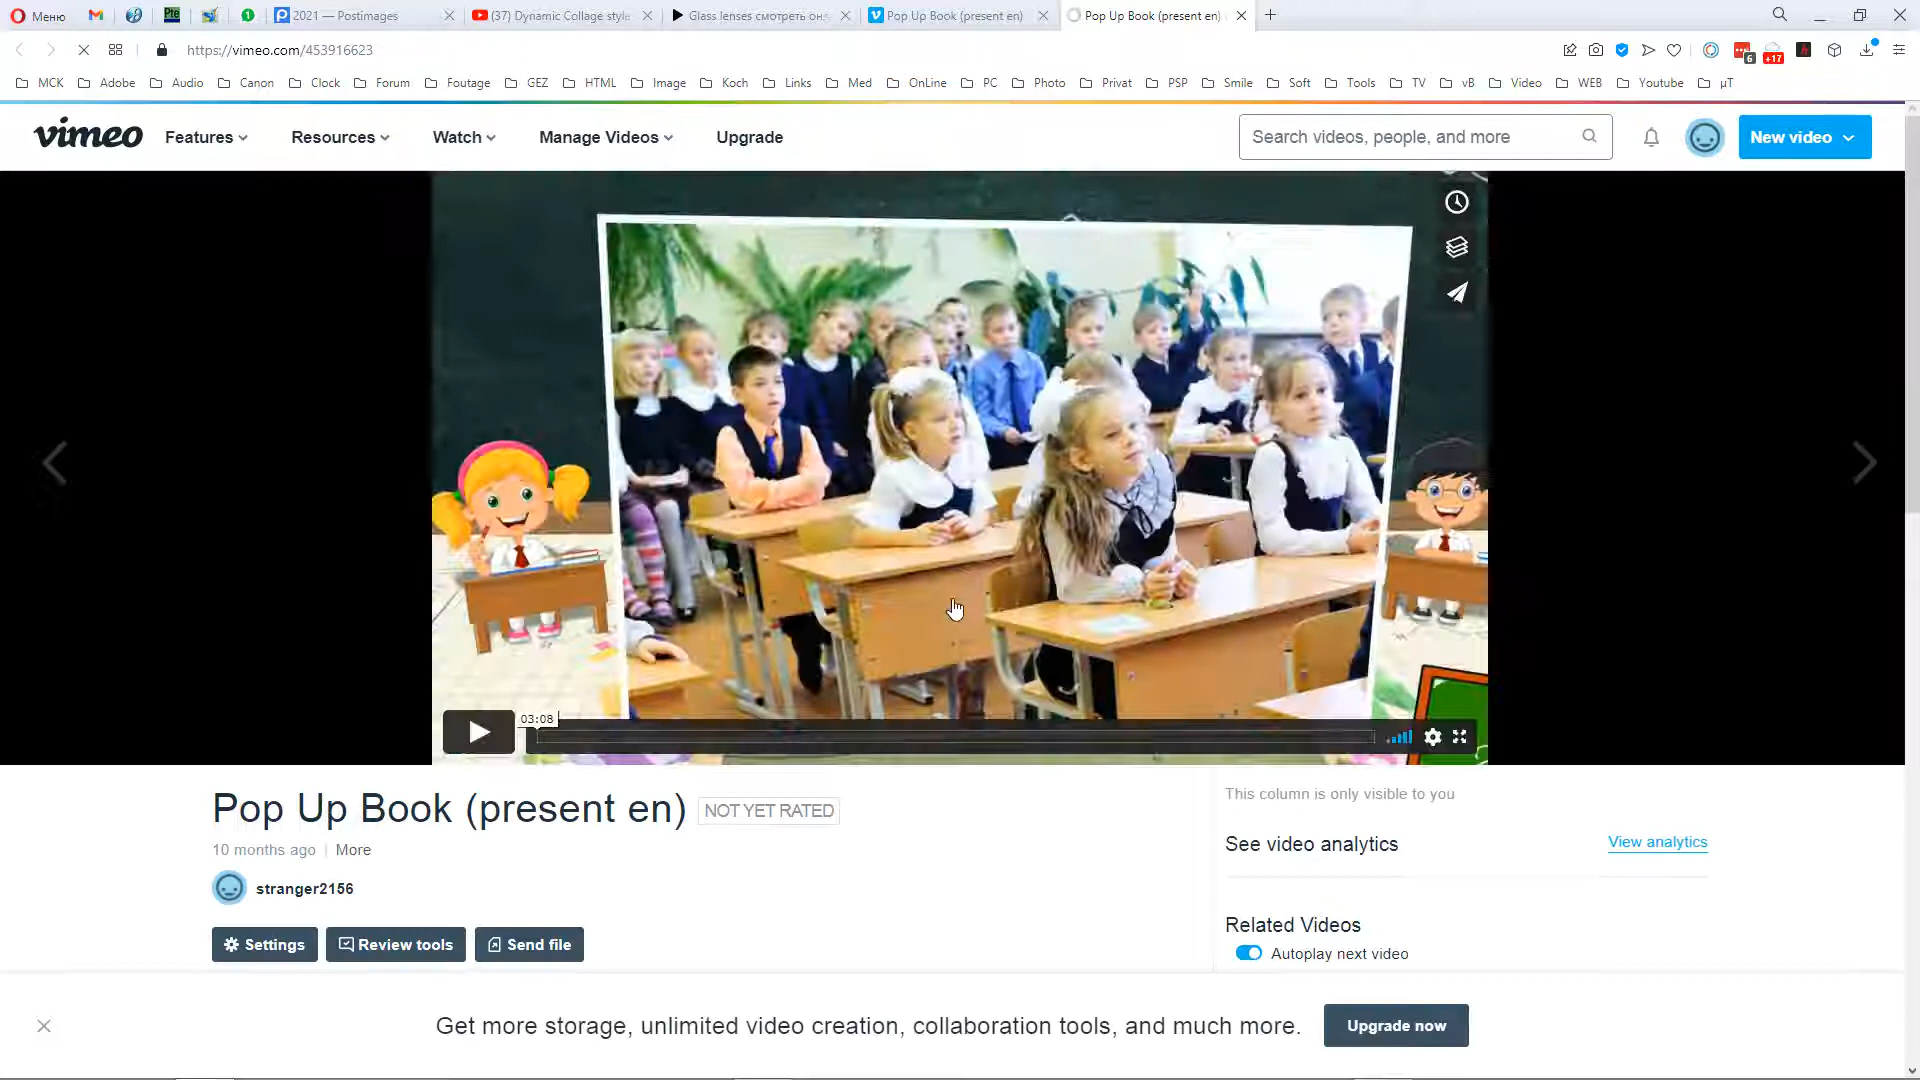 Меню
2021 — Postimages
(37) Dynamic Collage style
Glass lenses смотреть он
Pop Up Book (present en)
Pop Up Book (present en)
https://vimeo.com/453916623
6
+17
МСК Adobe Audio Canon Clock Forum Foutage GEZ HTML Image Koch Links Med OnLine PC Photo Privat PSP Smile Soft Tools TV vB Video WEB Youtube µT
vimeo
Features
Resources
Watch
Manage Videos
Upgrade
Search videos, people, and more
New video
03:08
Pop Up Book (present en)
NOT YET RATED
10 months ago
More
stranger2156
Settings
Review tools
Send file
This column is only visible to you
See video analytics
View analytics
Related Videos
Autoplay next video
Get more storage, unlimited video creation, collaboration tools, and much more.
Upgrade now